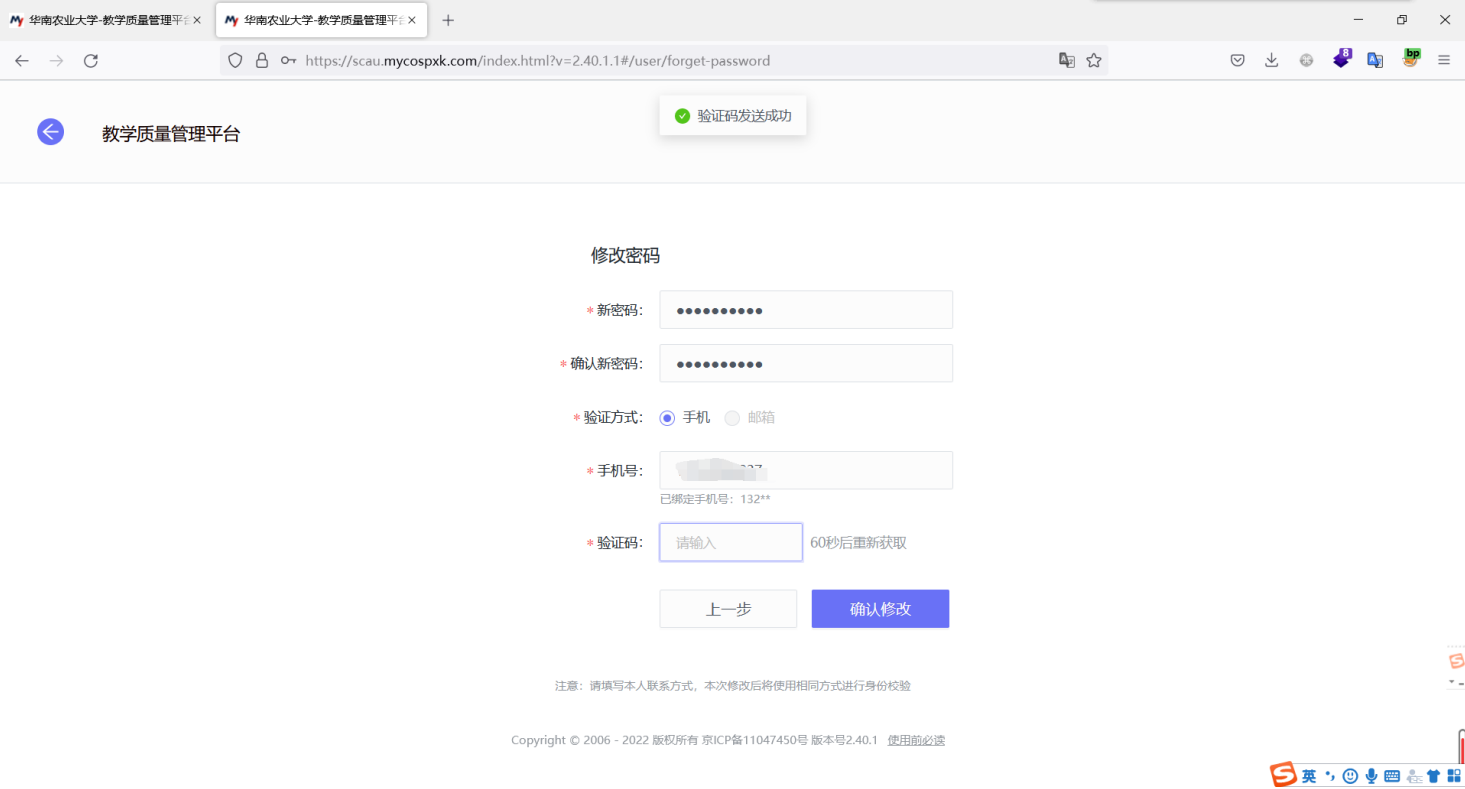 华南农业大学-教学质量管理平台
华南农业大学-教学质量管理平台
https://scau.mycospxk.com/index.html?v=2.40.1.1#/user/forget-password
8
bp
教学质量管理平台
验证码发送成功
修改密码
* 新密码：
* 确认新密码：
* 验证方式： 手机 邮箱
* 手机号：
已绑定手机号：132**
* 验证码： 请输入 60秒后重新获取
上一步 确认修改
注意：请填写本人联系方式，本次修改后将使用相同方式进行身份校验
Copyright © 2006 - 2022 版权所有 京ICP备11047450号 版本号2.40.1 使用前必读
英